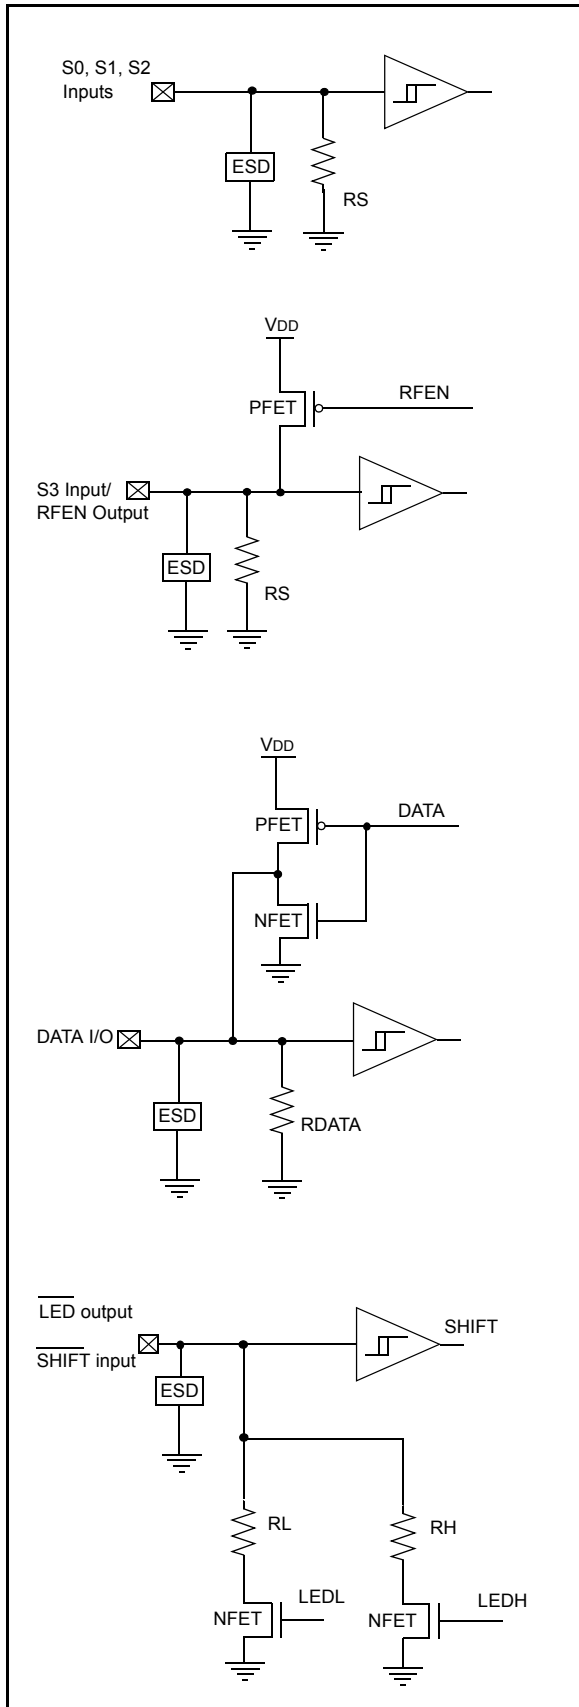 S0, S1, S2
Inputs
ESD
RS
VDD
PFET
RFEN
S3 Input/
RFEN Output
ESD
RS
VDD
PFET
DATA
NFET
DATA I/O
ESD
RDATA
LED output
SHIFT
SHIFT input
ESD
RL
RH
NFET
LEDL
NFET
LEDH